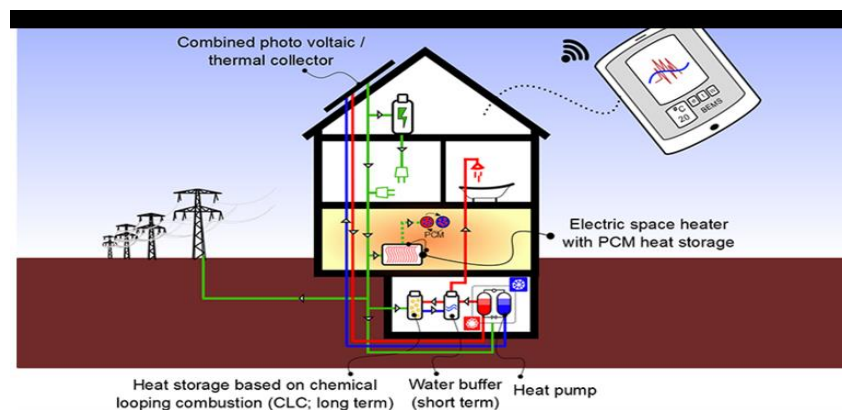 Combined photo voltaic /
thermal collector
°C
20
BEMS
PCM
Electric space heater
with PCM heat storage
Heat storage based on chemical
looping combustion (CLC; long term)
Water buffer
(short term)
Heat pump